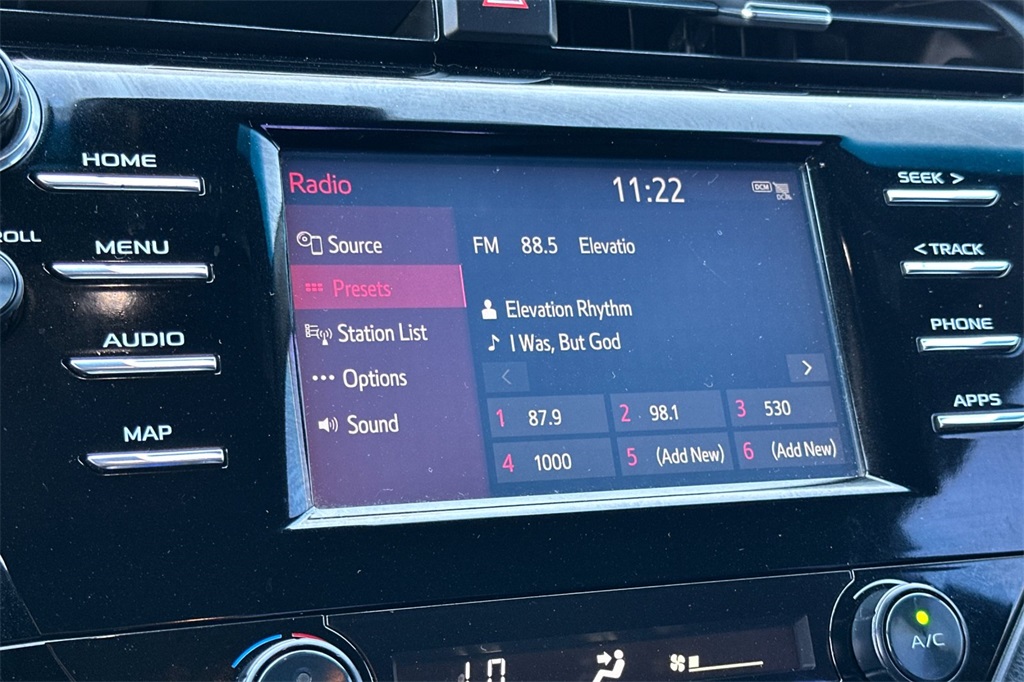 HOME
MENU
AUDIO
MAP
ROLL
Radio
11:22
DCM
DCM
Source
Presets
Station List
Options
Sound
FM 88.5 Elevatio
Elevation Rhythm
I Was, But God
< >
1 87.9
2 98.1
3 530
4 1000
5 (Add New)
6 (Add New)
SEEK >
< TRACK
PHONE
APPS
A/C